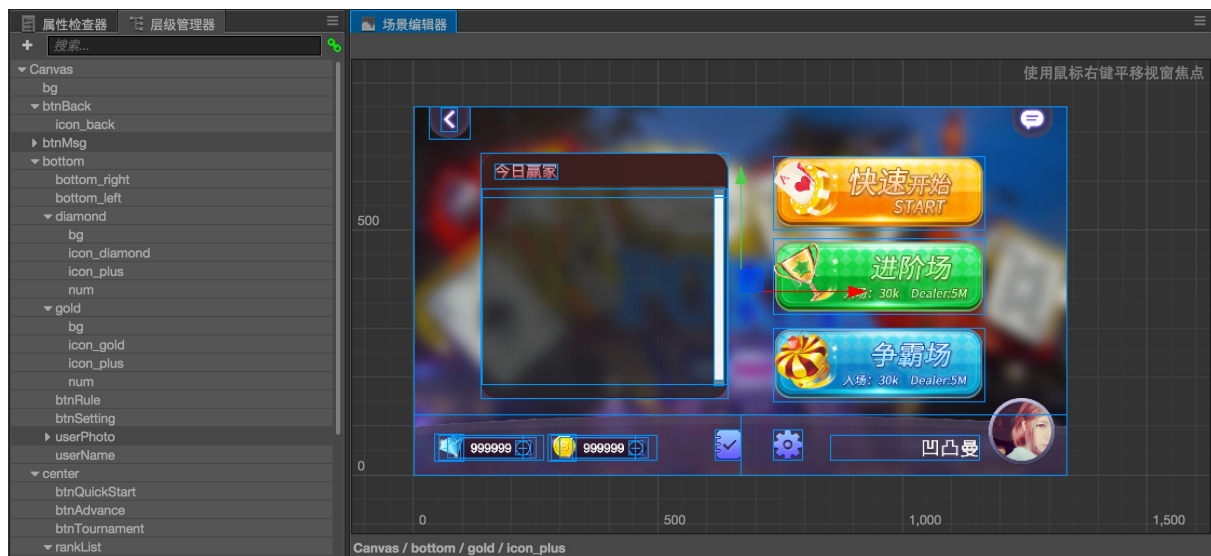 属性检查器
层级管理器
搜索...
Canvas
bg
btnBack
icon_back
btnMsg
bottom
bottom_right
bottom_left
diamond
bg
icon_diamond
icon_plus
num
gold
bg
icon_gold
icon_plus
num
btnRule
btnSetting
userPhoto
userName
center
btnQuickStart
btnAdvance
btnTournament
rankList
场景编辑器
使用鼠标右键平移视窗焦点
今日赢家
快速开始
START
进阶场
入场：30k Dealer:5M
争霸场
入场：30k Dealer:5M
999999
999999
凹凸曼
500
0
0
500
1,000
1,500
Canvas / bottom / gold / icon_plus